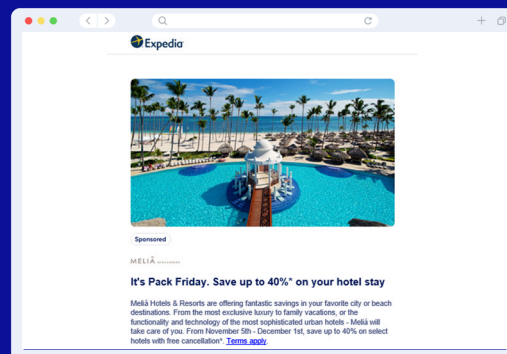 Expedia
Sponsored
MELIÃ
It's Pack Friday. Save up to 40%* on your hotel stay
Meliá Hotels & Resorts are offering fantastic savings in your favorite city or beach
destinations. From the most exclusive luxury to family vacations, or the
functionality and technology of the most sophisticated urban hotels - Meliá will
take care of you. From November 5th - December 1st, save up to 40% on select
hotels with free cancellation*. Terms apply.